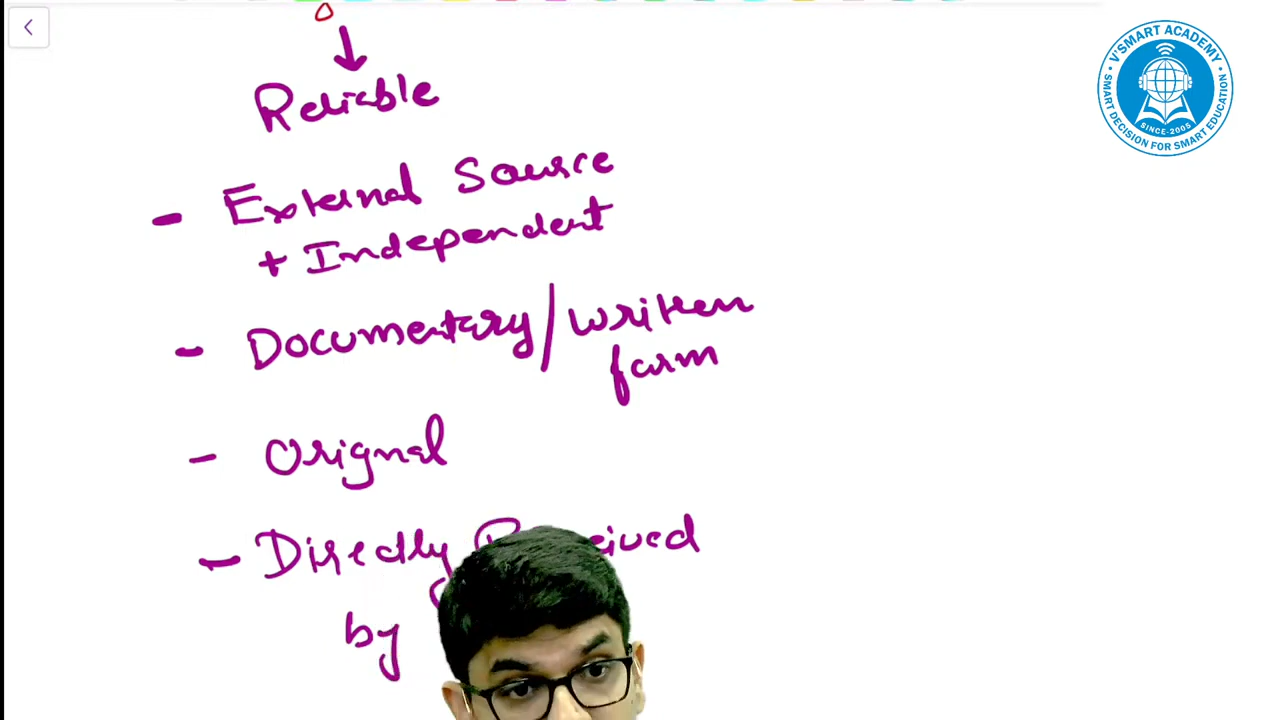 Reliable
- External Source
+ Independent
- Documentary/written
form
- Orignal
- Directly
by
V'SMART ACADEMY
SINCE-2005
SMART DECISION FOR SMART EDUCATION